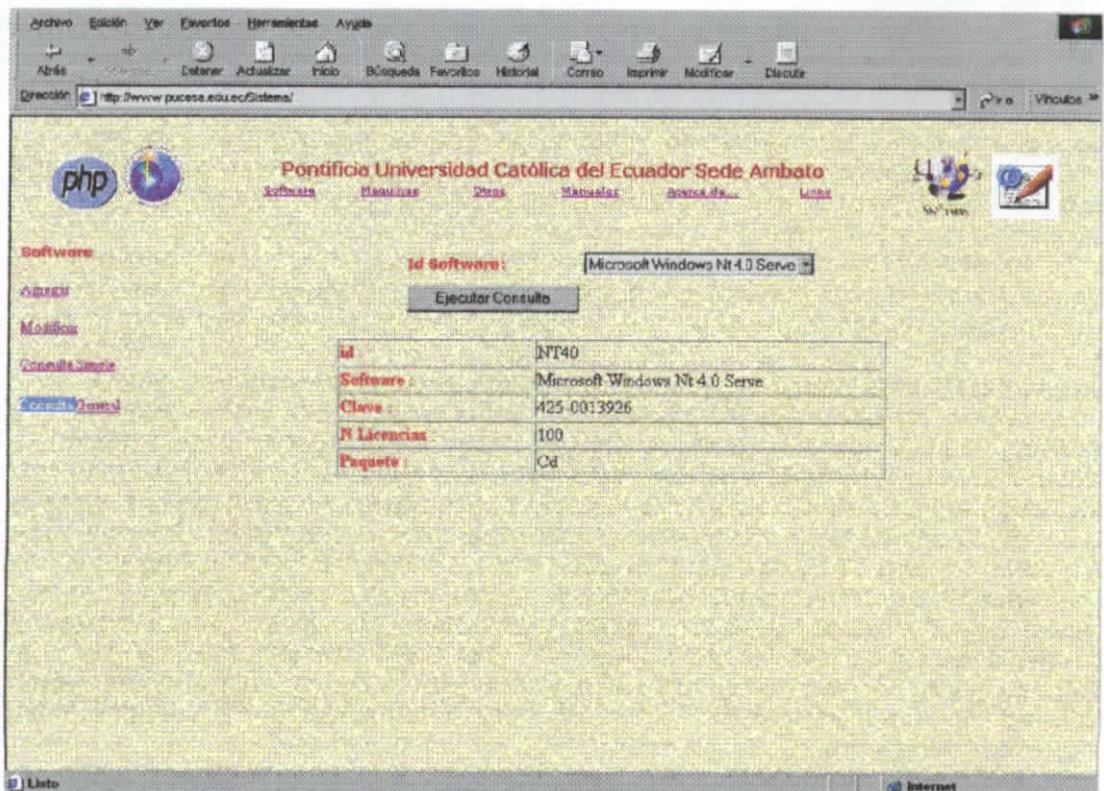 Archivo Edición Ver Favoritos Herramientas Ayuda
Atrás Detener Actualizar Inicio Búsqueda Favoritos Historial Correo Imprimir Modificar Discutir
Dirección http://www.pucesa.edu.ec/Sistema/ Ir a Vínculos »
php
Pontificia Universidad Católica del Ecuador Sede Ambato
Software Maquinas Otros Manuales Acerca de... Links
Software
Id Software: Microsoft Windows Nt 4.0 Serve
Agregar
Ejecutar Consulta
Modificar
Consulta Simple
Consulta General
id NT40
Software : Microsoft Windows Nt 4.0 Serve
Clave : 425-0013926
N Licencias : 100
Paquete : Cd
Listo Internet